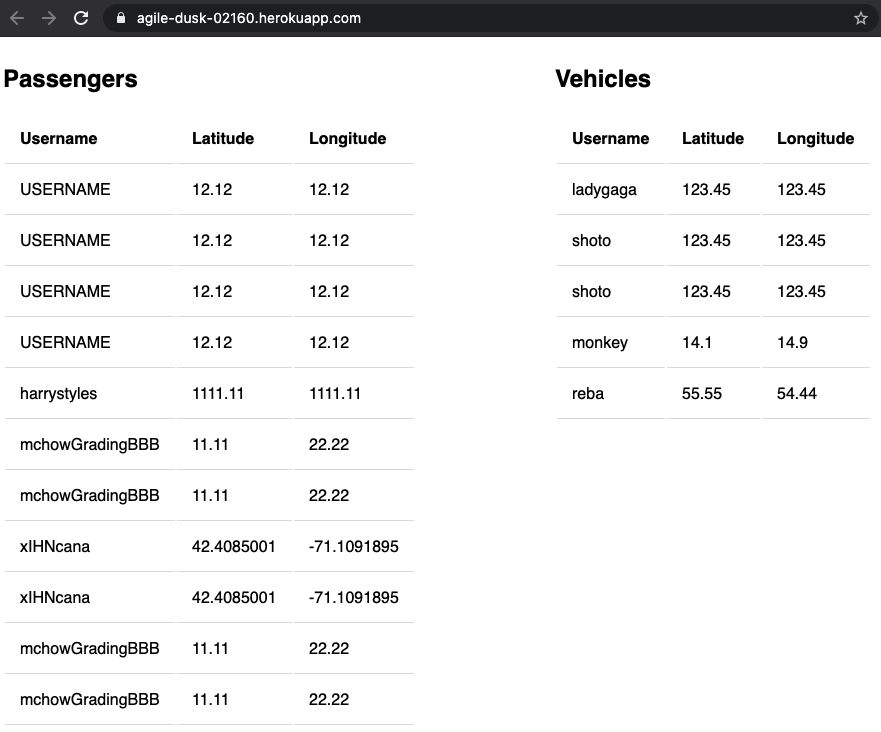 agile-dusk-02160.herokuapp.com
Passengers
Username Latitude Longitude
USERNAME 12.12 12.12
USERNAME 12.12 12.12
USERNAME 12.12 12.12
USERNAME 12.12 12.12
harrystyles 1111.11 1111.11
mchowGradingBBB 11.11 22.22
mchowGradingBBB 11.11 22.22
xIHNcana 42.4085001 -71.1091895
xIHNcana 42.4085001 -71.1091895
mchowGradingBBB 11.11 22.22
mchowGradingBBB 11.11 22.22
Vehicles
Username Latitude Longitude
ladygaga 123.45 123.45
shoto 123.45 123.45
shoto 123.45 123.45
monkey 14.1 14.9
reba 55.55 54.44